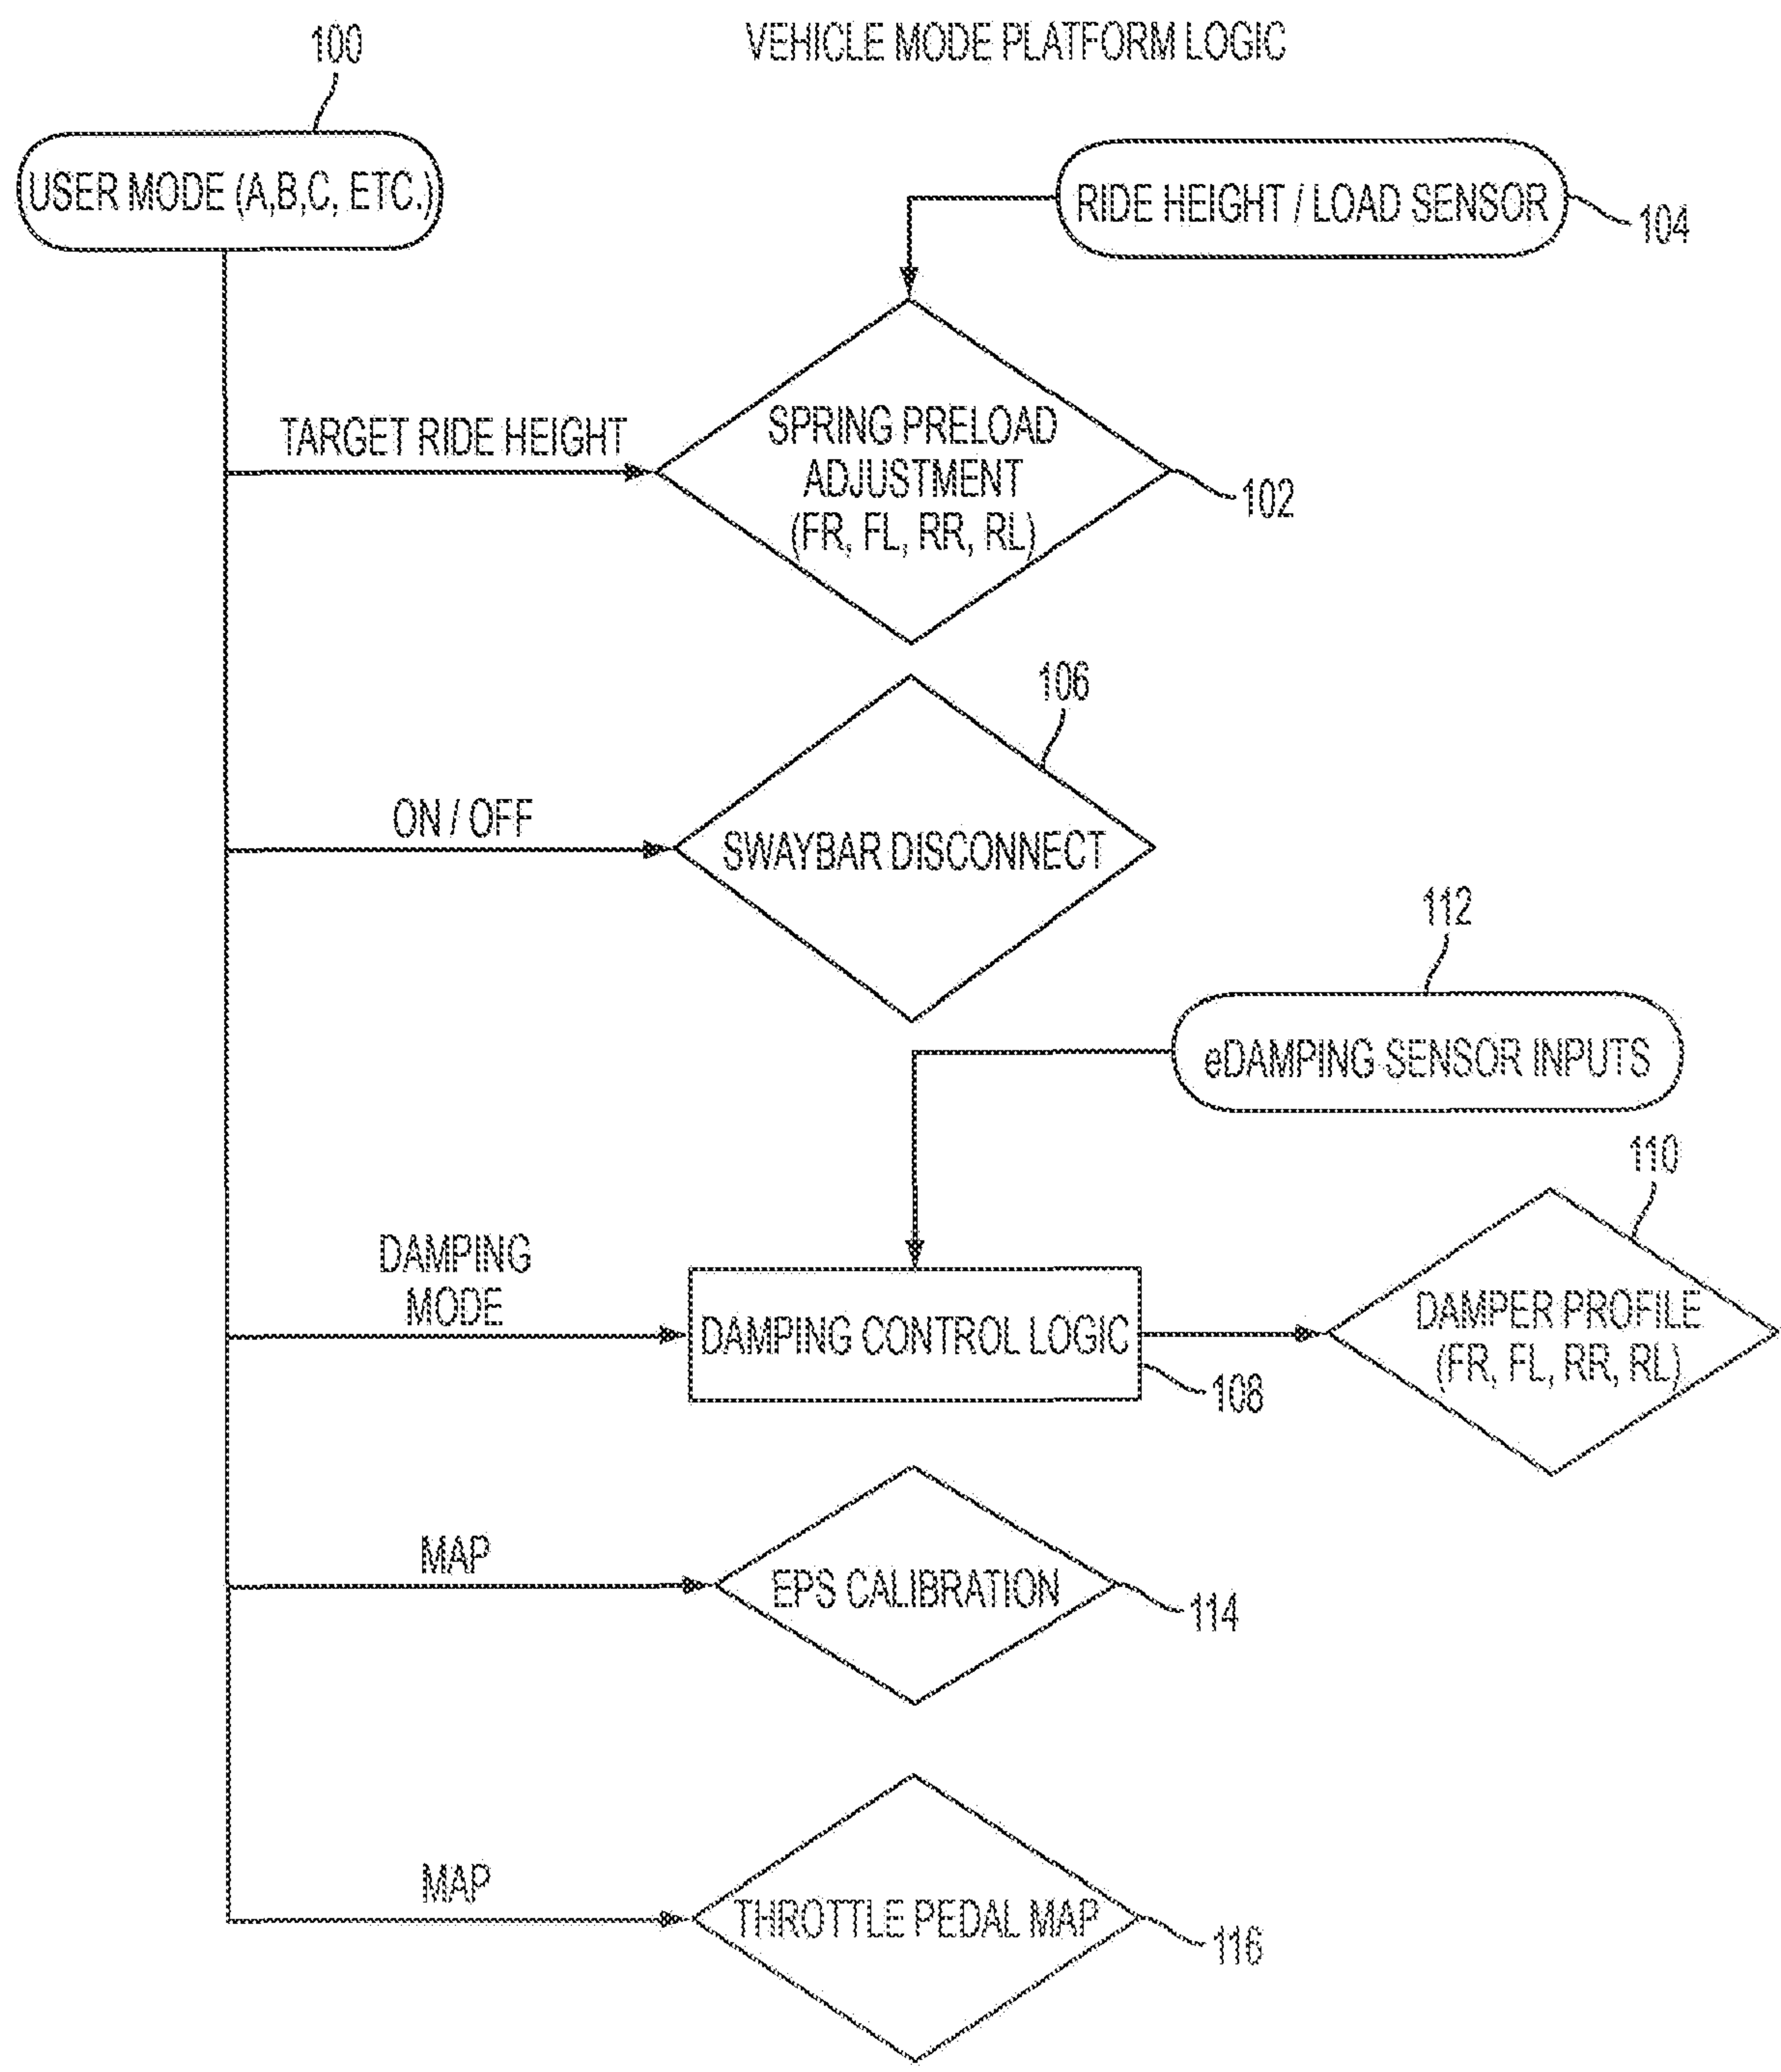 VEHICLE MODE PLATFORM LOGIC
100
USER MODE (A,B,C, ETC.)
RIDE HEIGHT / LOAD SENSOR
104
TARGET RIDE HEIGHT
SPRING PRELOAD
ADJUSTMENT
(FR, FL, RR, RL)
102
106
ON / OFF
SWAYBAR DISCONNECT
112
eDAMPING SENSOR INPUTS
110
DAMPING
MODE
DAMPING CONTROL LOGIC
108
DAMPER PROFILE
(FR, FL, RR, RL)
MAP
EPS CALIBRATION
114
MAP
THROTTLE PEDAL MAP
116